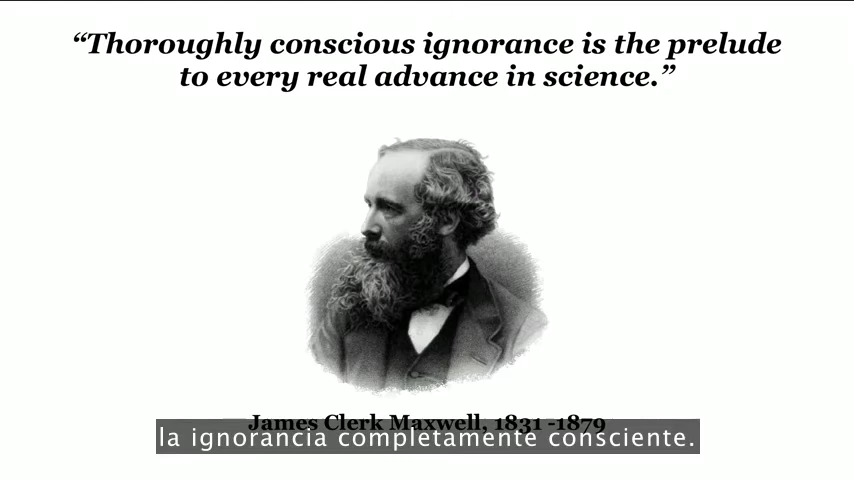 “Thoroughly conscious ignorance is the prelude
to every real advance in science.”
James Clerk Maxwell, 1831 -1879
la ignorancia completamente consciente.